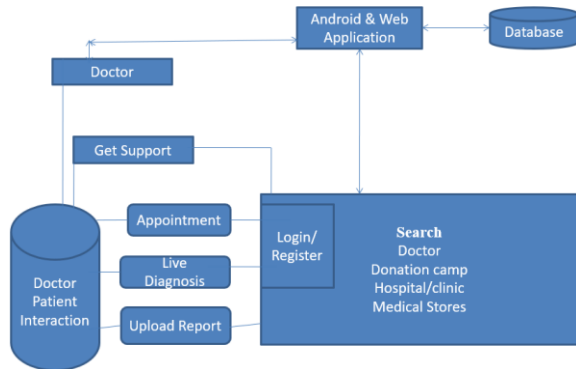 Android & Web
Application
Database
Doctor
Get Support
Appointment
Login/
Register
Live
Diagnosis
Upload Report
Doctor
Patient
Interaction
Search
Doctor
Donation camp
Hospital/clinic
Medical Stores